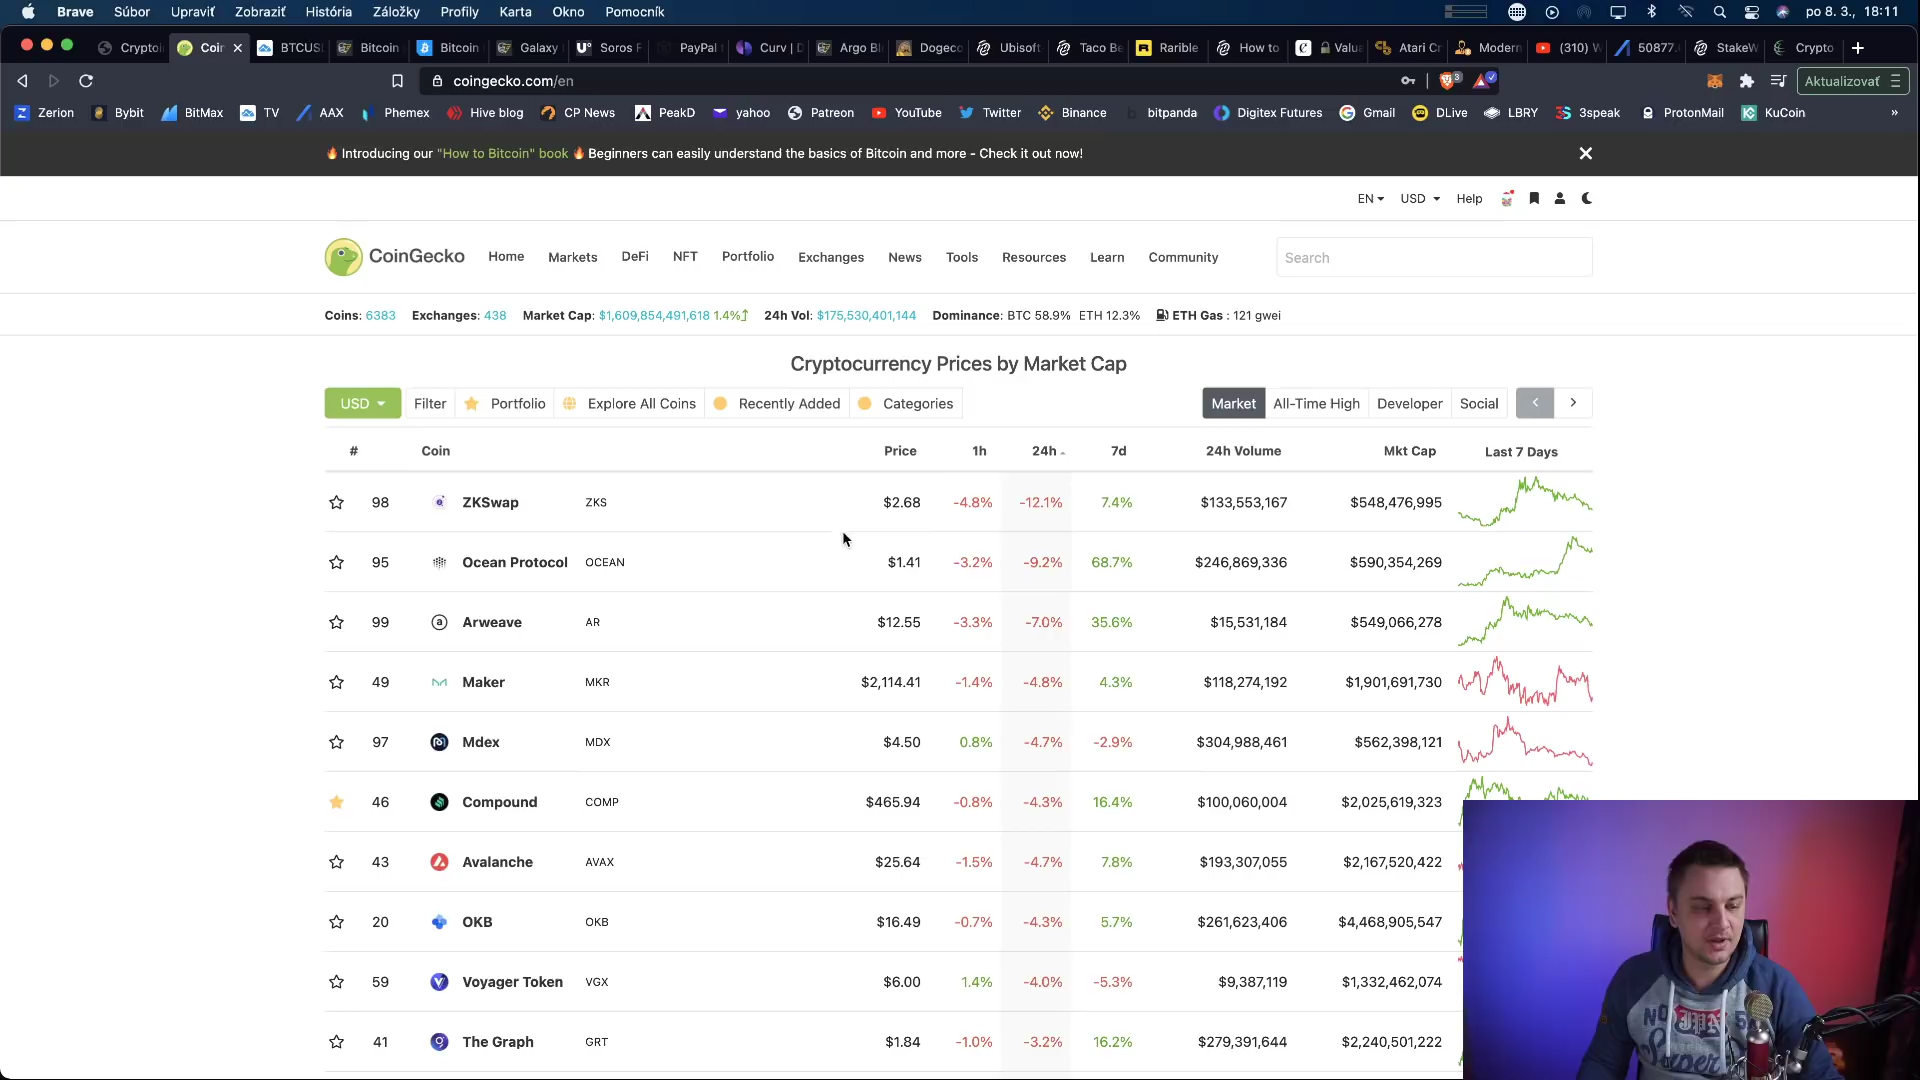 Brave Súbor Upraviť Zobraziť História Záložky Profily Karta Okno Pomocník po 8. 3., 18:11
Cryptoi Coin BTCUS Bitcoin Bitcoin Galaxy Soros F PayPal Curv | D Argo Bl Dogeco Ubisoft Taco Be Rarible How to Valua Atari Cr Modern (310) 50877. StakeW Crypto
coingecko.com/en 3 Aktualizovať
Zerion Bybit BitMax TV AAX Phemex Hive blog CP News PeakD yahoo Patreon YouTube Twitter Binance bitpanda Digitex Futures Gmail DLive LBRY 3speak ProtonMail KuCoin »
Introducing our "How to Bitcoin" book Beginners can easily understand the basics of Bitcoin and more - Check it out now!
EN USD Help
CoinGecko Home Markets DeFi NFT Portfolio Exchanges News Tools Resources Learn Community Search
Coins: 6383 Exchanges: 438 Market Cap: $1,609,854,491,618 1.4% 24h Vol: $175,530,401,144 Dominance: BTC 58.9% ETH 12.3% ETH Gas : 121 gwei
Cryptocurrency Prices by Market Cap
USD Filter Portfolio Explore All Coins Recently Added Categories Market All-Time High Developer Social
# Coin Price 1h 24h 7d 24h Volume Mkt Cap Last 7 Days
98 ZKSwap ZKS $2.68 -4.8% -12.1% 7.4% $133,553,167 $548,476,995
95 Ocean Protocol OCEAN $1.41 -3.2% -9.2% 68.7% $246,869,336 $590,354,269
99 Arweave AR $12.55 -3.3% -7.0% 35.6% $15,531,184 $549,066,278
49 Maker MKR $2,114.41 -1.4% -4.8% 4.3% $118,274,192 $1,901,691,730
97 Mdex MDX $4.50 0.8% -4.7% -2.9% $304,988,461 $562,398,121
46 Compound COMP $465.94 -0.8% -4.3% 16.4% $100,060,004 $2,025,619,323
43 Avalanche AVAX $25.64 -1.5% -4.7% 7.8% $193,307,055 $2,167,520,422
20 OKB OKB $16.49 -0.7% -4.3% 5.7% $261,623,406 $4,468,905,547
59 Voyager Token VGX $6.00 1.4% -4.0% -5.3% $9,387,119 $1,332,462,074
41 The Graph GRT $1.84 -1.0% -3.2% 16.2% $279,391,644 $2,240,501,222